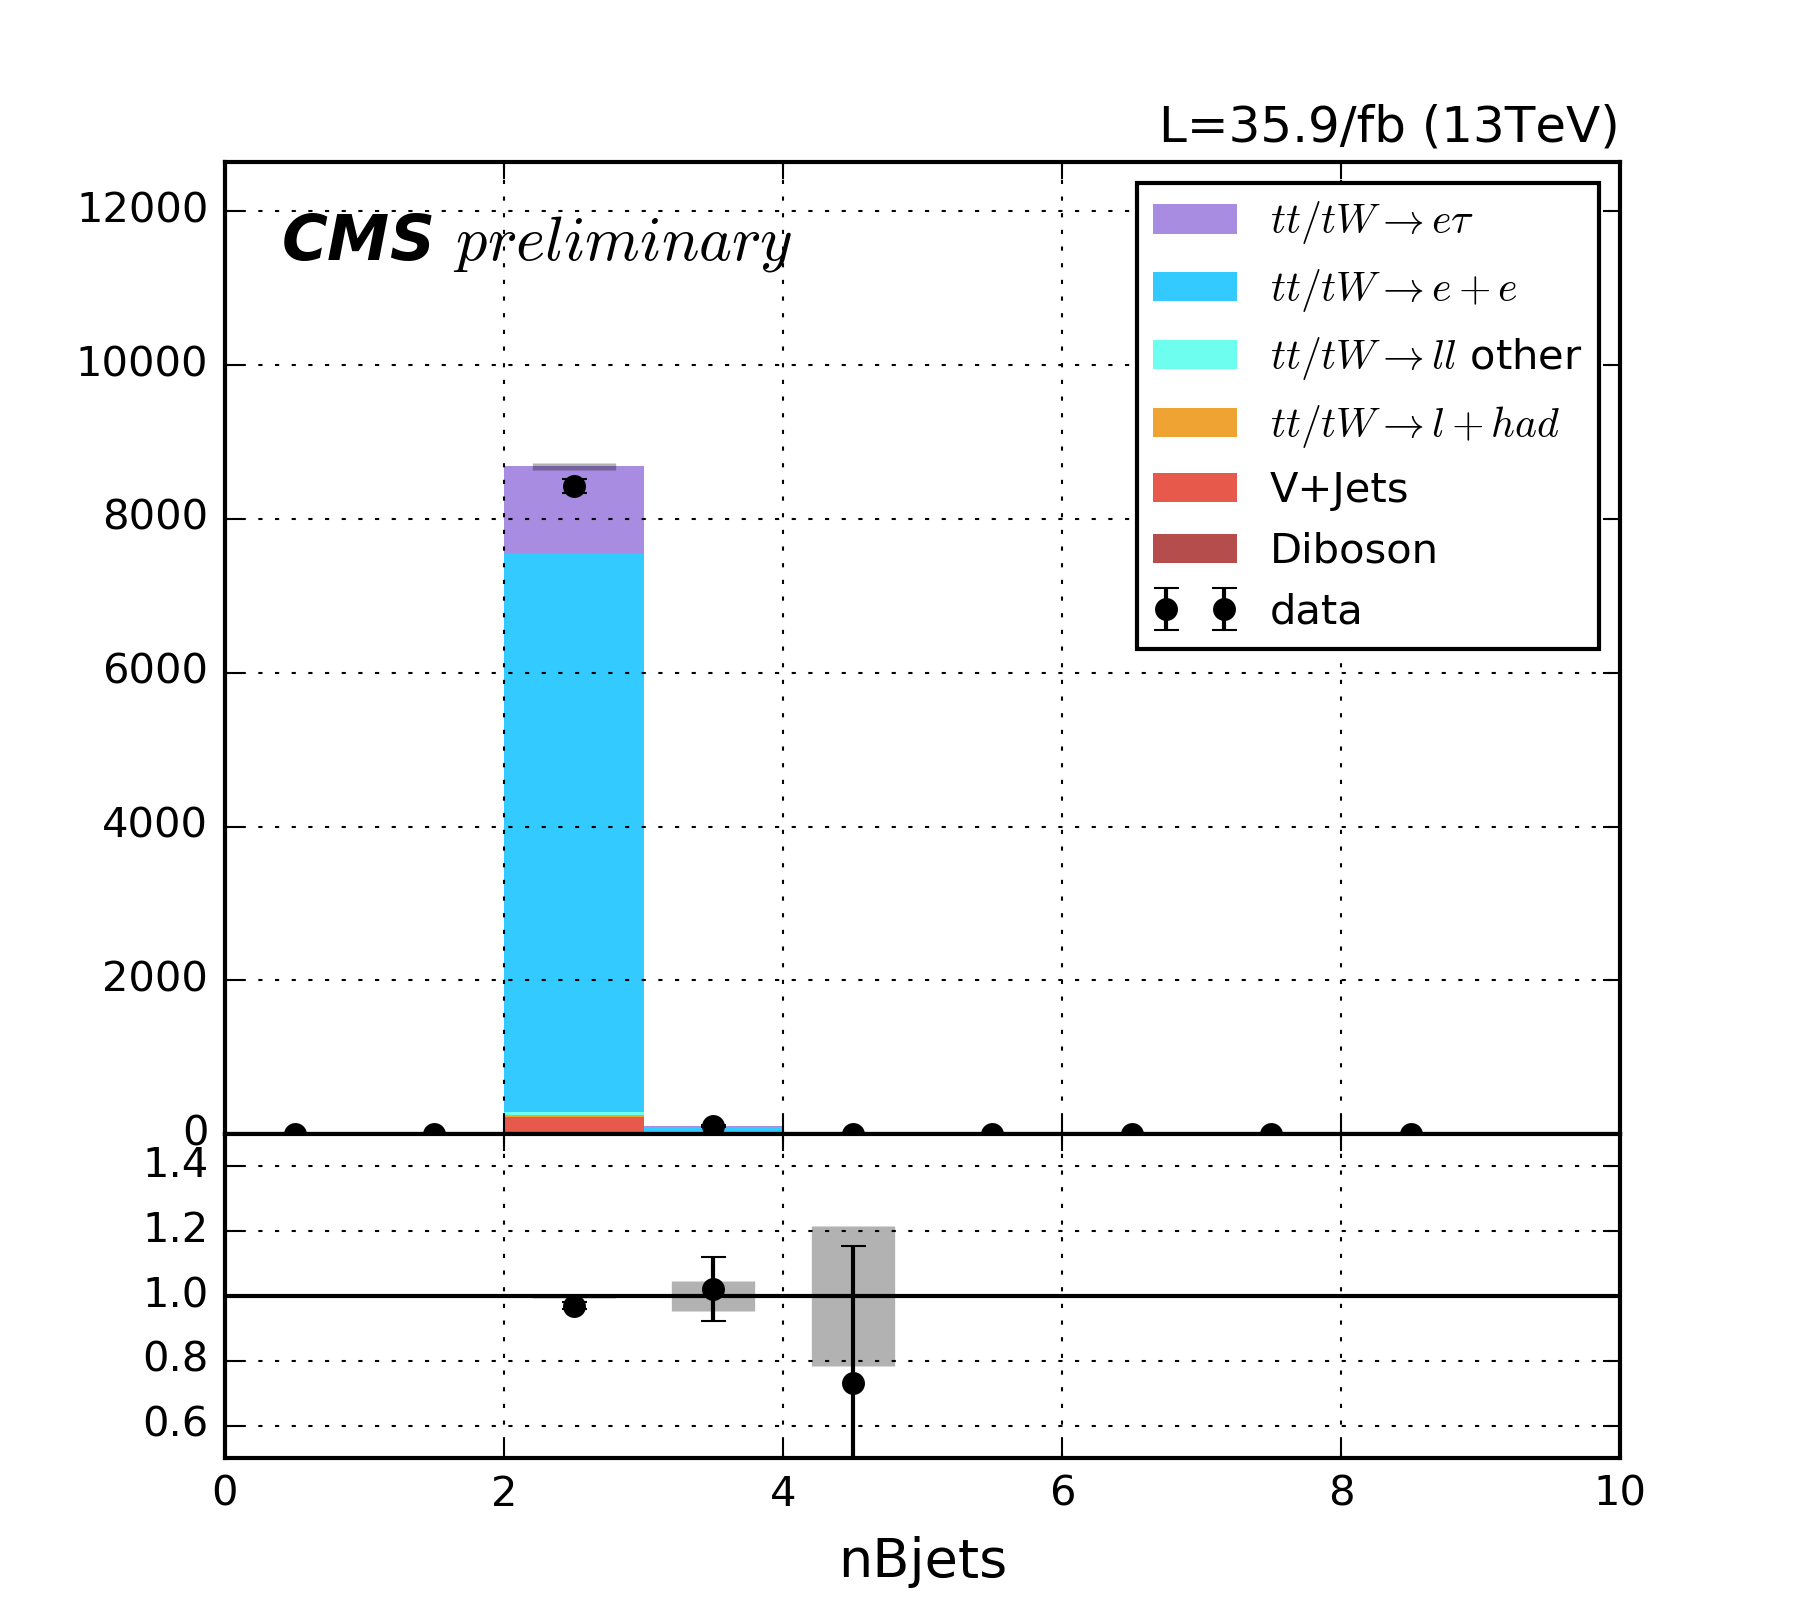 L=35.9/fb (13TeV)
CMS preliminary
12000
10000
8000
6000
4000
2000
0
tt/tW→eτ
tt/tW→e+e
tt/tW→ll other
tt/tW→l+had
V+Jets
Diboson
data
1.4
1.2
1.0
0.8
0.6
0 2 4 6 8 10
nBjets